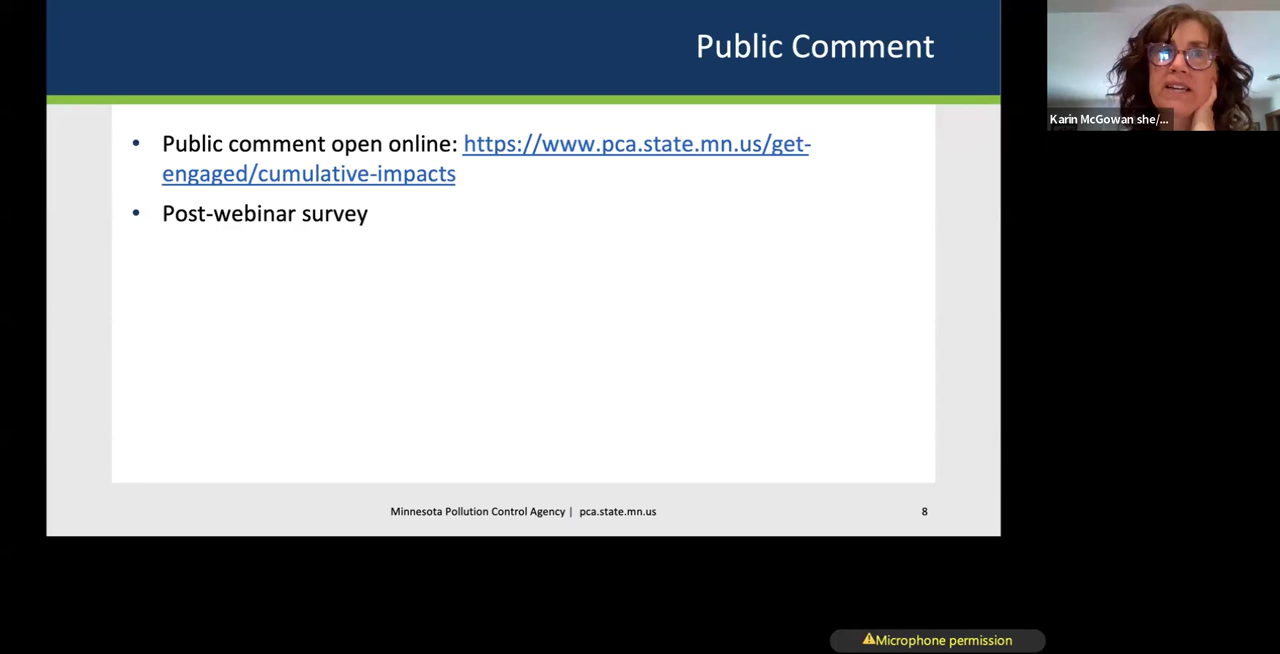 Public Comment
• Public comment open online: https://www.pca.state.mn.us/get-
engaged/cumulative-impacts
• Post-webinar survey
Minnesota Pollution Control Agency | pca.state.mn.us
8
Karin McGowan she/...
Microphone permission